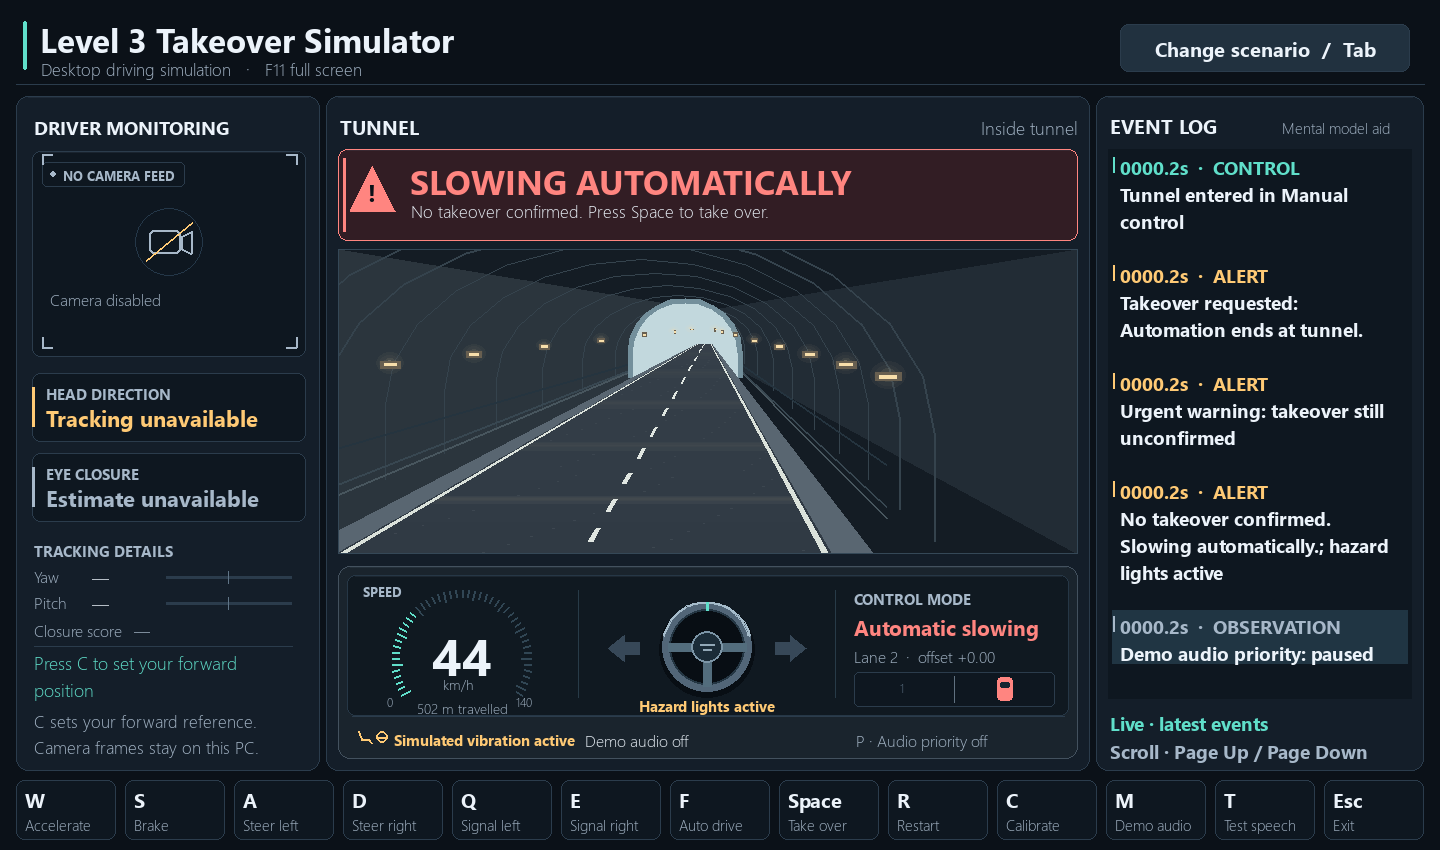 Level 3 Takeover Simulator
Desktop driving simulation · F11 full screen
Change scenario / Tab
DRIVER MONITORING
NO CAMERA FEED
Camera disabled
HEAD DIRECTION
Tracking unavailable
EYE CLOSURE
Estimate unavailable
TRACKING DETAILS
Yaw —
Pitch —
Closure score —
Press C to set your forward
position
C sets your forward reference.
Camera frames stay on this PC.
TUNNEL
Inside tunnel
SLOWING AUTOMATICALLY
No takeover confirmed. Press Space to take over.
SPEED
44
km/h
0
140
502 m travelled
Hazard lights active
CONTROL MODE
Automatic slowing
Lane 2 · offset +0.00
1
Simulated vibration active
Demo audio off
P · Audio priority off
EVENT LOG
Mental model aid
0000.2s · CONTROL
Tunnel entered in Manual
control
0000.2s · ALERT
Takeover requested:
Automation ends at tunnel.
0000.2s · ALERT
Urgent warning: takeover still
unconfirmed
0000.2s · ALERT
No takeover confirmed.
Slowing automatically.; hazard
lights active
0000.2s · OBSERVATION
Demo audio priority: paused
Live · latest events
Scroll · Page Up / Page Down
W
Accelerate
S
Brake
A
Steer left
D
Steer right
Q
Signal left
E
Signal right
F
Auto drive
Space
Take over
R
Restart
C
Calibrate
M
Demo audio
T
Test speech
Esc
Exit